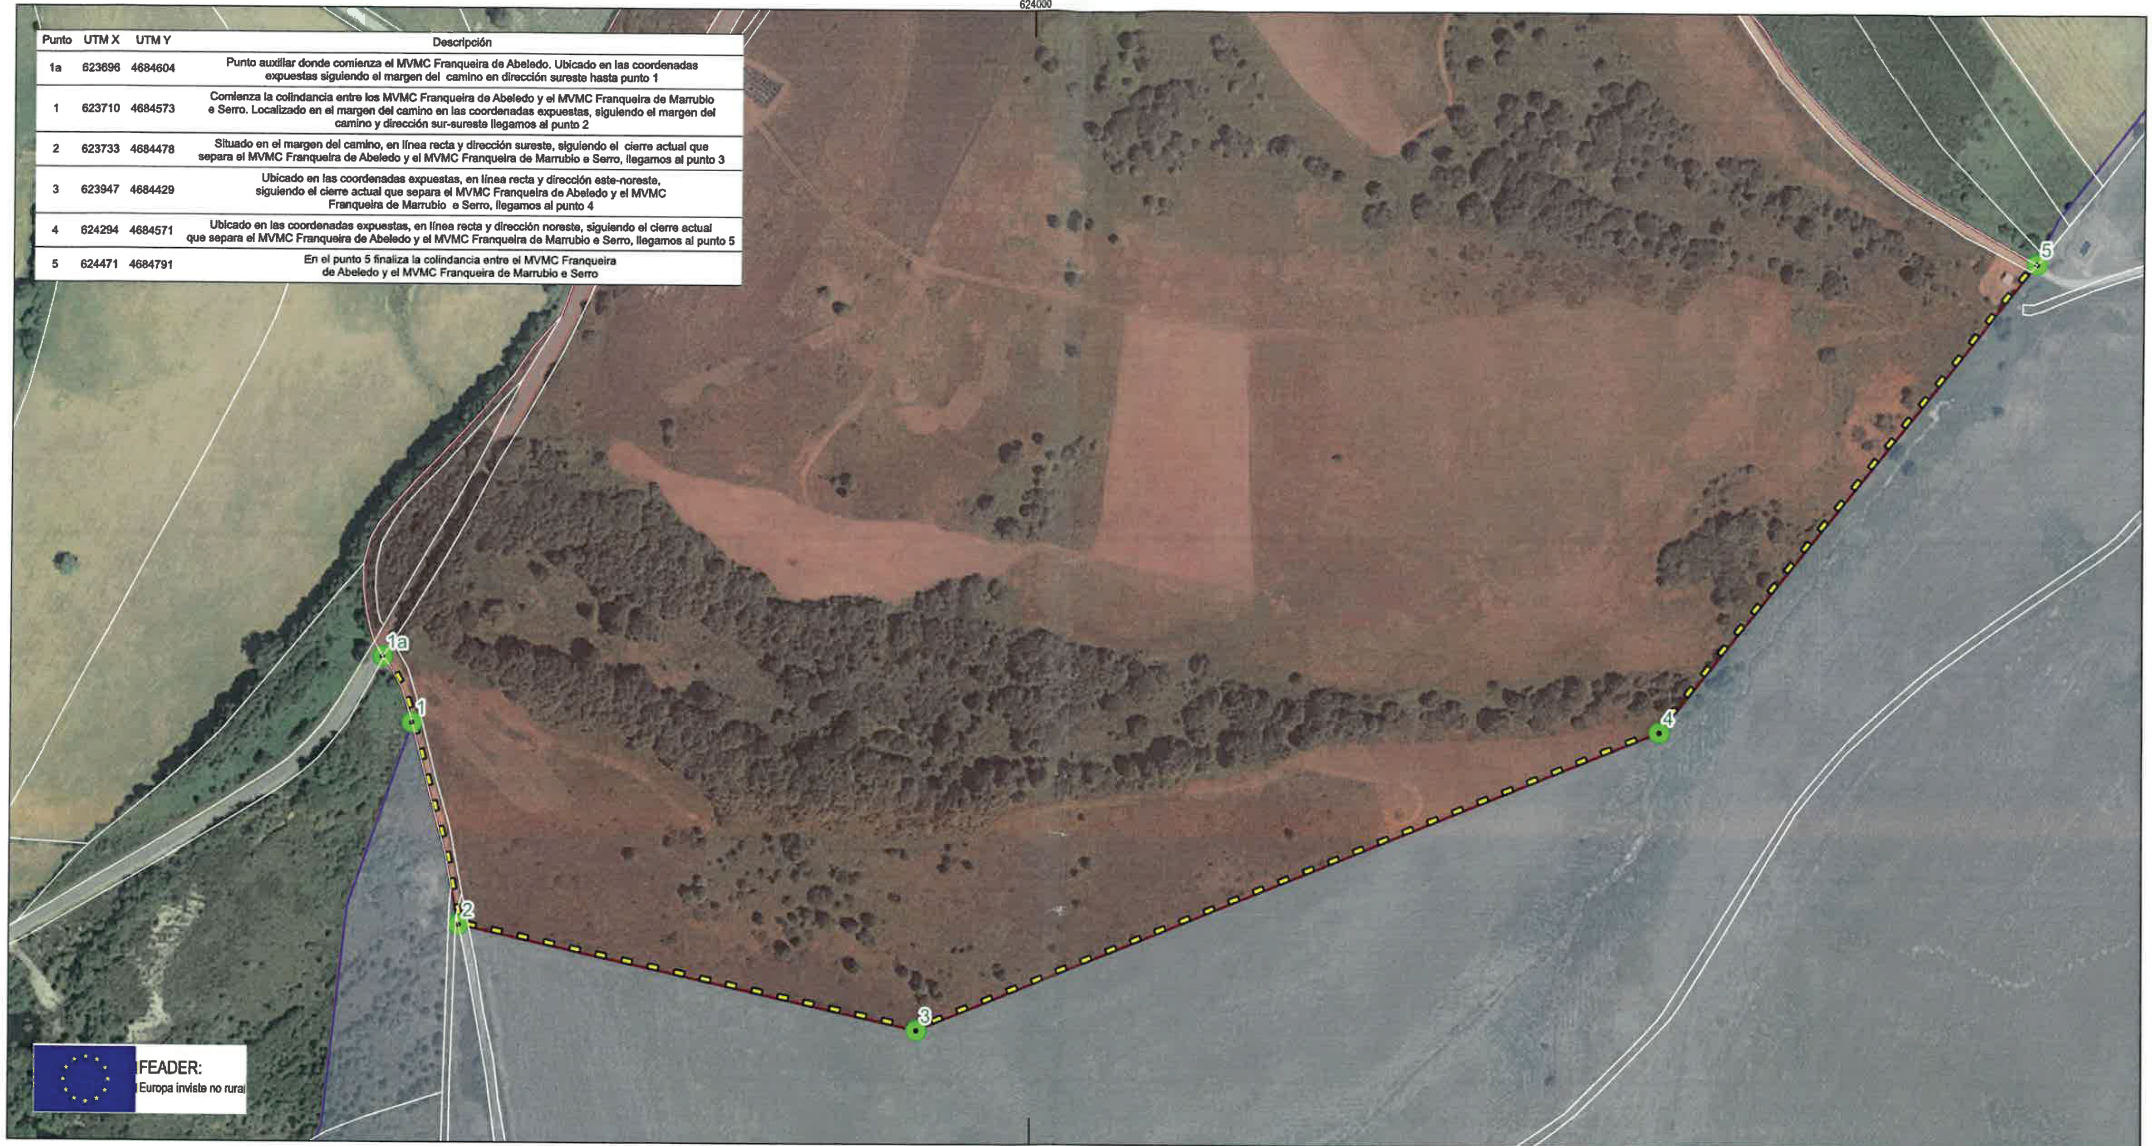 624000
Punto UTM X UTM Y Descripción
1a 623696 4684604 Punto auxiliar donde comienza el MVMC Franqueira de Abeledo. Ubicado en las coordenadas
expuestas siguiendo el margen del camino en dirección sureste hasta punto 1
1 623710 4684573 Comienza la colindancia entre los MVMC Franqueira de Abeledo y el MVMC Franqueira de Marrubio
e Serro. Localizado en el margen del camino en las coordenadas expuestas, siguiendo el margen del
camino y dirección sur-sureste llegamos al punto 2
2 623733 4684478 Situado en el margen del camino, en línea recta y dirección sureste, siguiendo el cierre actual que
separa el MVMC Franqueira de Abeledo y el MVMC Franqueira de Marrubio e Serro, llegamos al punto 3
3 623947 4684429 Ubicado en las coordenadas expuestas, en línea recta y dirección este-noreste,
siguiendo el cierre actual que separa el MVMC Franqueira de Abeledo y el MVMC
Franqueira de Marrubio e Serro, llegamos al punto 4
4 624294 4684571 Ubicado en las coordenadas expuestas, en línea recta y dirección noreste, siguiendo el cierre actual
que separa el MVMC Franqueira de Abeledo y el MVMC Franqueira de Marrubio e Serro, llegamos al punto 5
5 624471 4684791 En el punto 5 finaliza la colindancia entre el MVMC Franqueira
de Abeledo y el MVMC Franqueira de Marrubio e Serro
5
1a
1
4
2
3
FEADER:
Europa inviste no rural